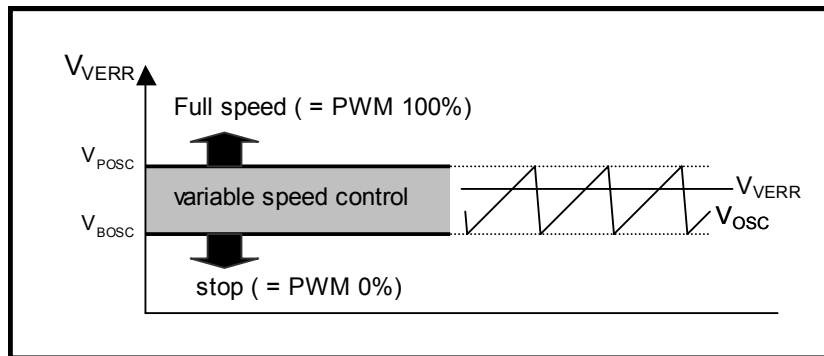 VVERR
Full speed ( = PWM 100%)
VPOSC
variable speed control
VVERR
VOSC
VBOSC
stop ( = PWM 0%)